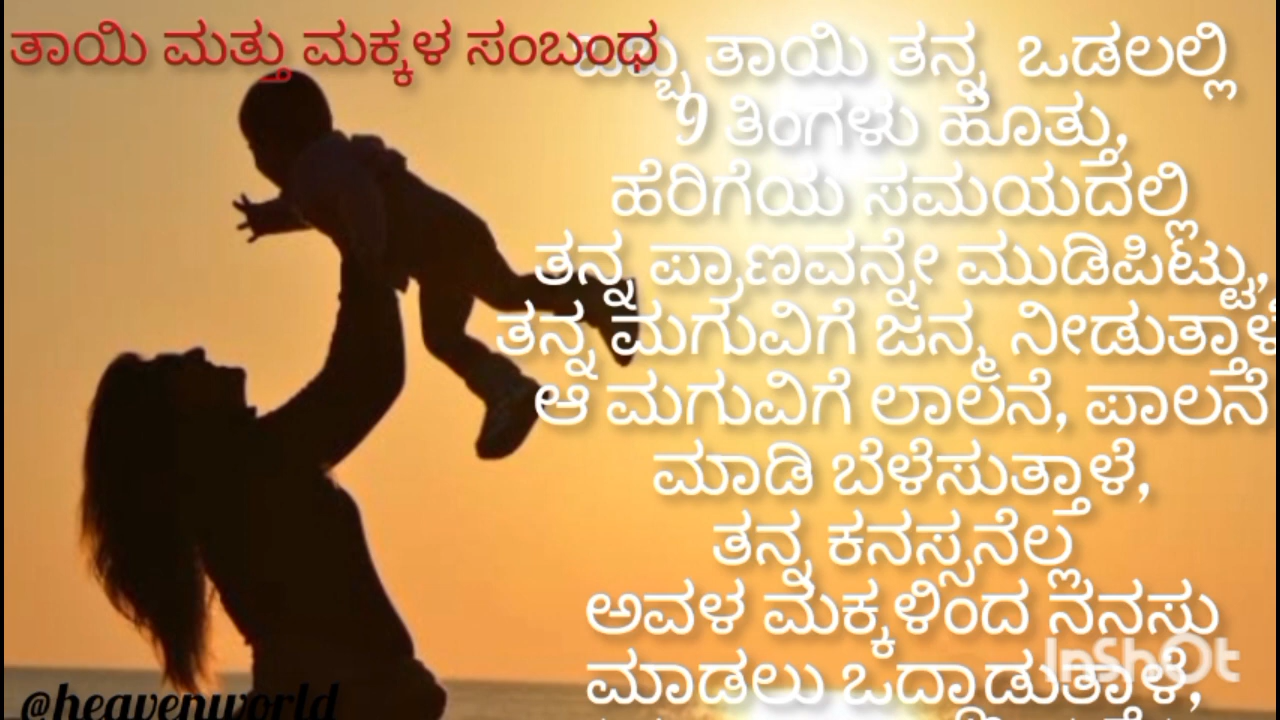 ತಾಯಿ ಮತ್ತು ಮಕ್ಕಳ ಸಂಬಂಧ
ತಾಯಿ ತನ್ನ ಒಡಲಲ್ಲಿ
9 ತಿಂಗಳು ಹೊತ್ತು,
ಹೆರಿಗೆಯ ಸಮಯದಲ್ಲಿ
ತನ್ನ ಪ್ರಾಣವನ್ನೇ ಮುಡಿಪಿಟ್ಟು,
ತನ್ನ ಮಗುವಿಗೆ ಜನ್ಮ ನೀಡುತ್ತಾಳೆ
ಆ ಮಗುವಿಗೆ ಲಾಲನೆ, ಪಾಲನೆ
ಮಾಡಿ ಬೆಳೆಸುತ್ತಾಳೆ,
ತನ್ನ ಕನಸ್ಸನೆಲ್ಲ
ಅವಳ ಮಕ್ಕಳಿಂದ ನನಸು
ಮಾಡಲು ಒದ್ದಾಡುತ್ತಾಳೆ,
InShOt
@heavenworld